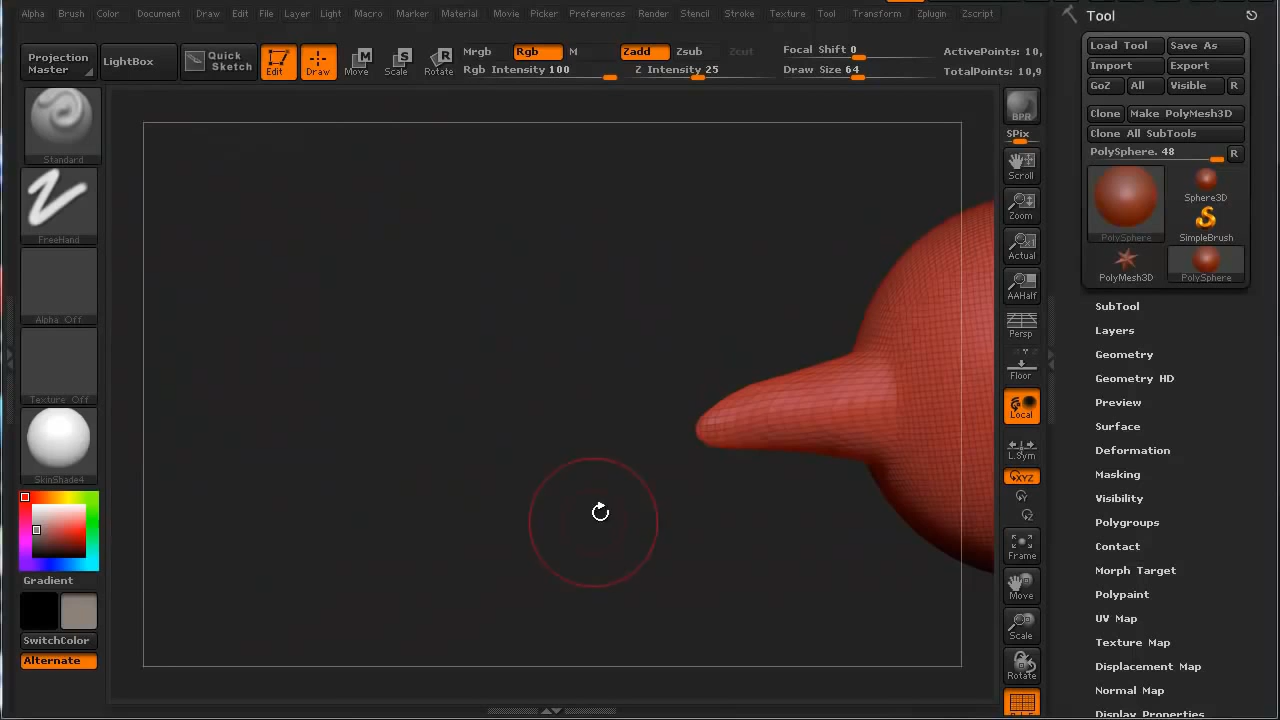 Alpha Brush Color Document Draw Edit File Layer Light Macro Marker Material Movie Picker Preferences Render Stencil Stroke Texture Tool Transform Zplugin Zscript
Tool
Load Tool Save As
Import Export
GoZ All Visible R
Clone Make PolyMesh3D
Clone All SubTools
PolySphere. 48 R
Sphere3D
PolySphere SimpleBrush
PolyMesh3D PolySphere
SubTool
Layers
Geometry
Geometry HD
Preview
Surface
Deformation
Masking
Visibility
Polygroups
Contact
Morph Target
Polypaint
UV Map
Texture Map
Displacement Map
Normal Map
Display Properties
Projection
Master
LightBox
Quick
Sketch
Edit
Draw
Move
Scale
Rotate
Mrgb Rgb M
Rgb Intensity 100
Zadd Zsub Zcut
Z Intensity 25
Focal Shift 0
Draw Size 64
ActivePoints: 10,
TotalPoints: 10,9
Standard
FreeHand
Alpha Off
Texture Off
SkinShade4
Gradient
SwitchColor
Alternate
BPR
SPix
Scroll
Zoom
Actual
AAHalf
Persp
Floor
Local
L.Sym
XYZ
Y
Z
Frame
Move
Scale
Rotate